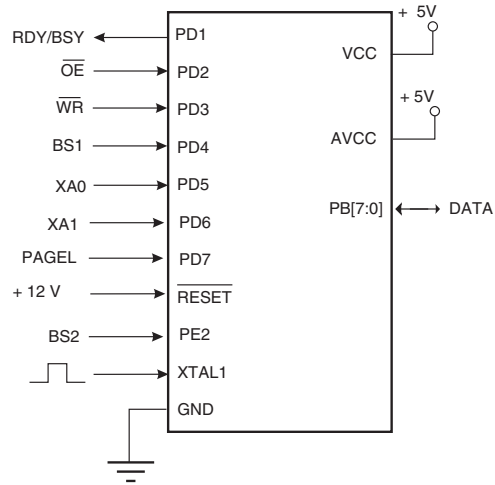 + 5V
RDY/BSY PD1
VCC
OE PD2
+ 5V
WR PD3
BS1 PD4 AVCC
XA0 PD5
PB[7:0] DATA
XA1 PD6
PAGEL PD7
+ 12 V RESET
BS2 PE2
XTAL1
GND